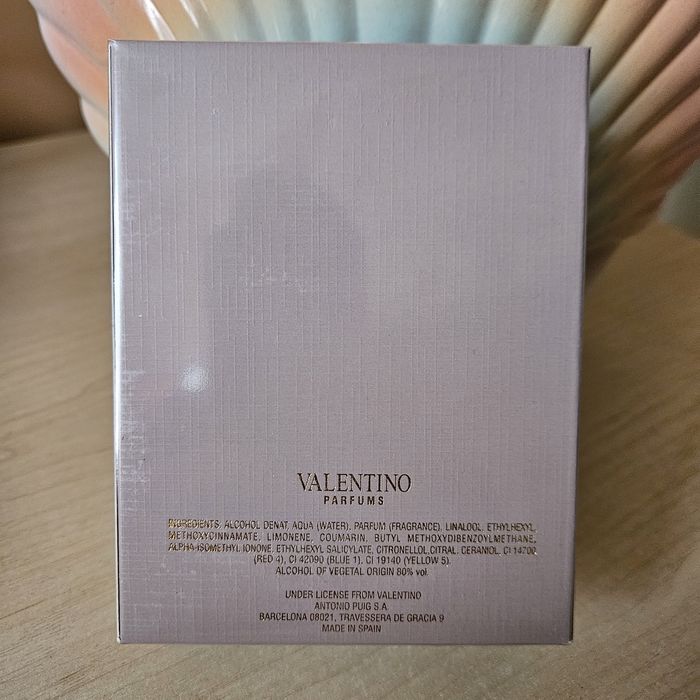 VALENTINO
PARFUMS
INGREDIENTS. ALCOHOL DENAT, AQUA (WATER), PARFUM (FRAGRANCE), LINALOOL, ETHYLHEXYL,
METHOXYCINNAMATE, LIMONENE, COUMARIN, BUTYL METHOXYDIBENZOYLMETHANE,
ALPHA-ISOMETHYL IONONE, ETHYLHEXYL SALICYLATE, CITRONELLOL,CITRAL, GERANIOL, CI 14700
(RED 4), CI 42090 (BLUE 1), CI 19140 (YELLOW 5).
ALCOHOL OF VEGETAL ORIGIN 80% vol.
UNDER LICENSE FROM VALENTINO
ANTONIO PUIG S.A.
BARCELONA 08021, TRAVESSERA DE GRACIA 9
MADE IN SPAIN